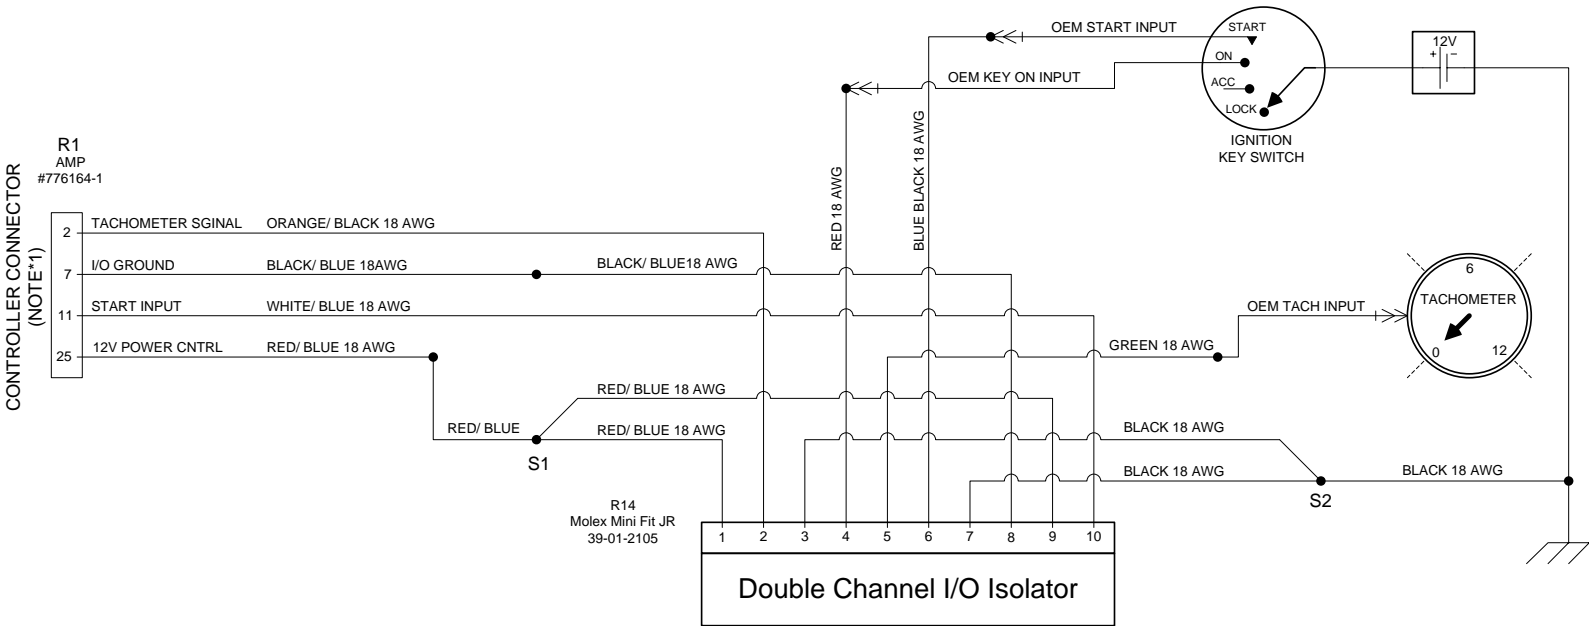 OEM START INPUT
START
12V
+ −
ON
OEM KEY ON INPUT
ACC
LOCK
IGNITION
KEY SWITCH
RED 18 AWG
BLUE BLACK 18 AWG
CONTROLLER CONNECTOR
(NOTE*1)
R1
AMP
#776164-1
2 TACHOMETER SGINAL ORANGE/ BLACK 18 AWG
7 I/O GROUND BLACK/ BLUE 18AWG BLACK/ BLUE18 AWG
11 START INPUT WHITE/ BLUE 18 AWG
25 12V POWER CNTRL RED/ BLUE 18 AWG
OEM TACH INPUT
6
TACHOMETER
0 12
GREEN 18 AWG
RED/ BLUE 18 AWG
RED/ BLUE
RED/ BLUE 18 AWG
S1
BLACK 18 AWG
BLACK 18 AWG
BLACK 18 AWG
S2
R14
Molex Mini Fit JR
39-01-2105
1 2 3 4 5 6 7 8 9 10
Double Channel I/O Isolator